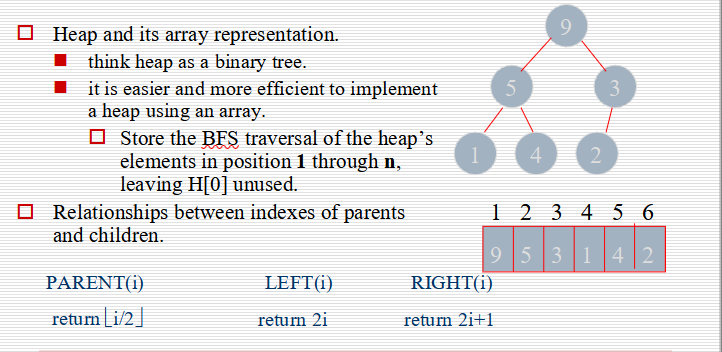 Heap and its array representation.
think heap as a binary tree.
it is easier and more efficient to implement
a heap using an array.
Store the BFS traversal of the heap's
elements in position 1 through n,
leaving H[0] unused.
Relationships between indexes of parents
and children.
PARENT(i) LEFT(i) RIGHT(i)
return ⌊i/2⌋ return 2i return 2i+1
9
5 3
1 4 2
1 2 3 4 5 6
9 5 3 1 4 2